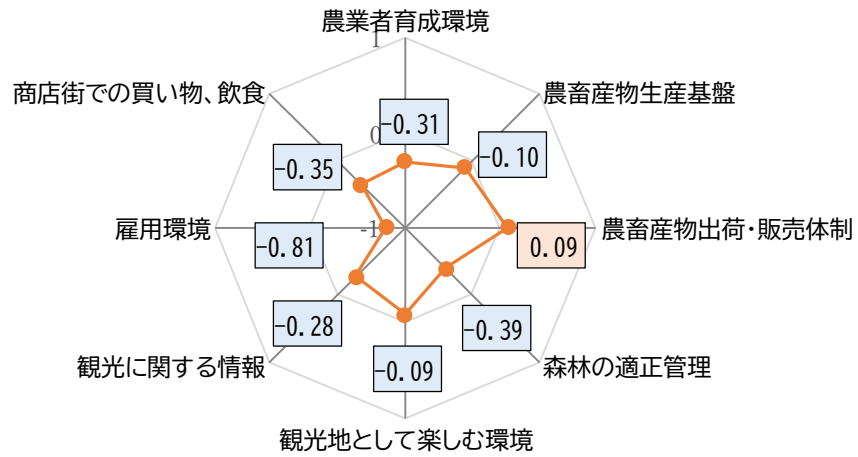 農業者育成環境
1
商店街での買い物、飲食
農畜産物生産基盤
-0.31
0
-0.10
-0.35
雇用環境
-1
農畜産物出荷・販売体制
-0.81
0.09
-0.28
-0.39
観光に関する情報
-0.09
森林の適正管理
観光地として楽しむ環境